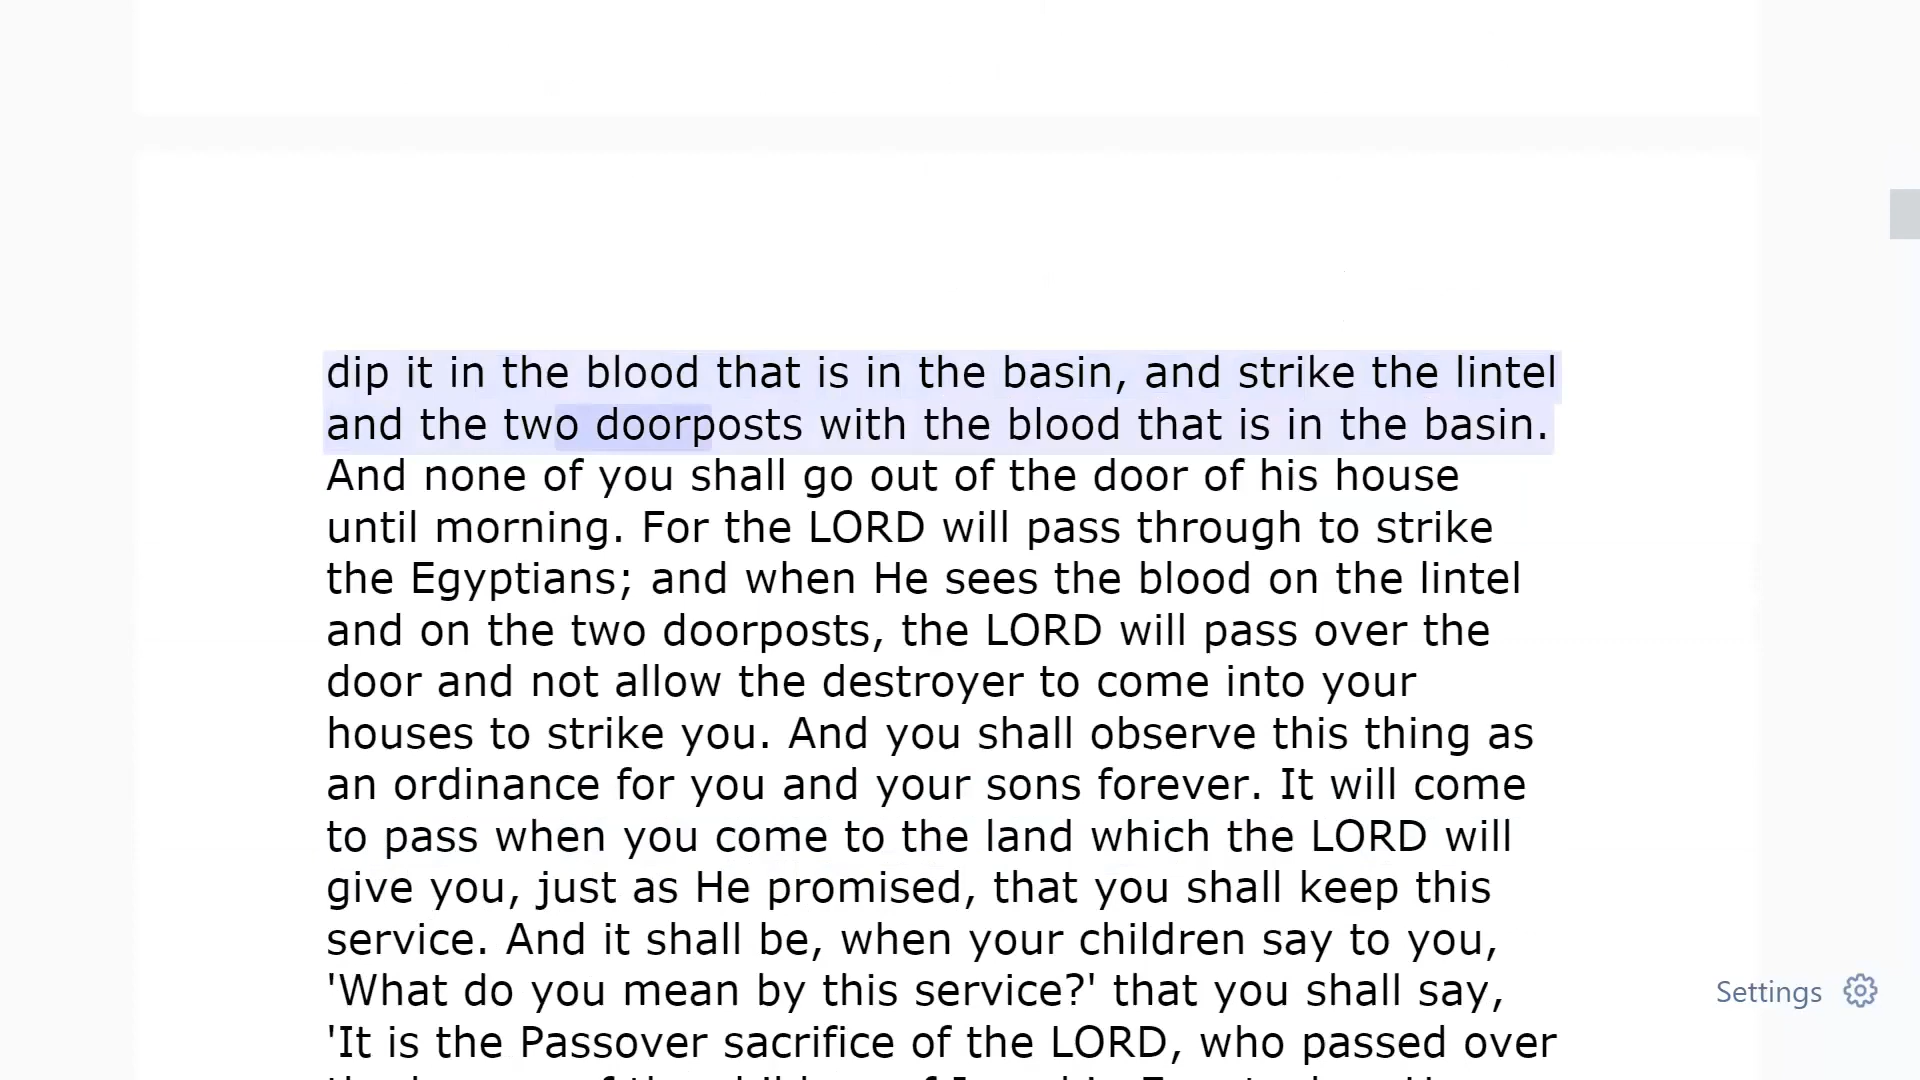 dip it in the blood that is in the basin, and strike the lintel
and the two doorposts with the blood that is in the basin.
And none of you shall go out of the door of his house
until morning. For the LORD will pass through to strike
the Egyptians; and when He sees the blood on the lintel
and on the two doorposts, the LORD will pass over the
door and not allow the destroyer to come into your
houses to strike you. And you shall observe this thing as
an ordinance for you and your sons forever. It will come
to pass when you come to the land which the LORD will
give you, just as He promised, that you shall keep this
service. And it shall be, when your children say to you,
'What do you mean by this service?' that you shall say,
'It is the Passover sacrifice of the LORD, who passed over
Settings